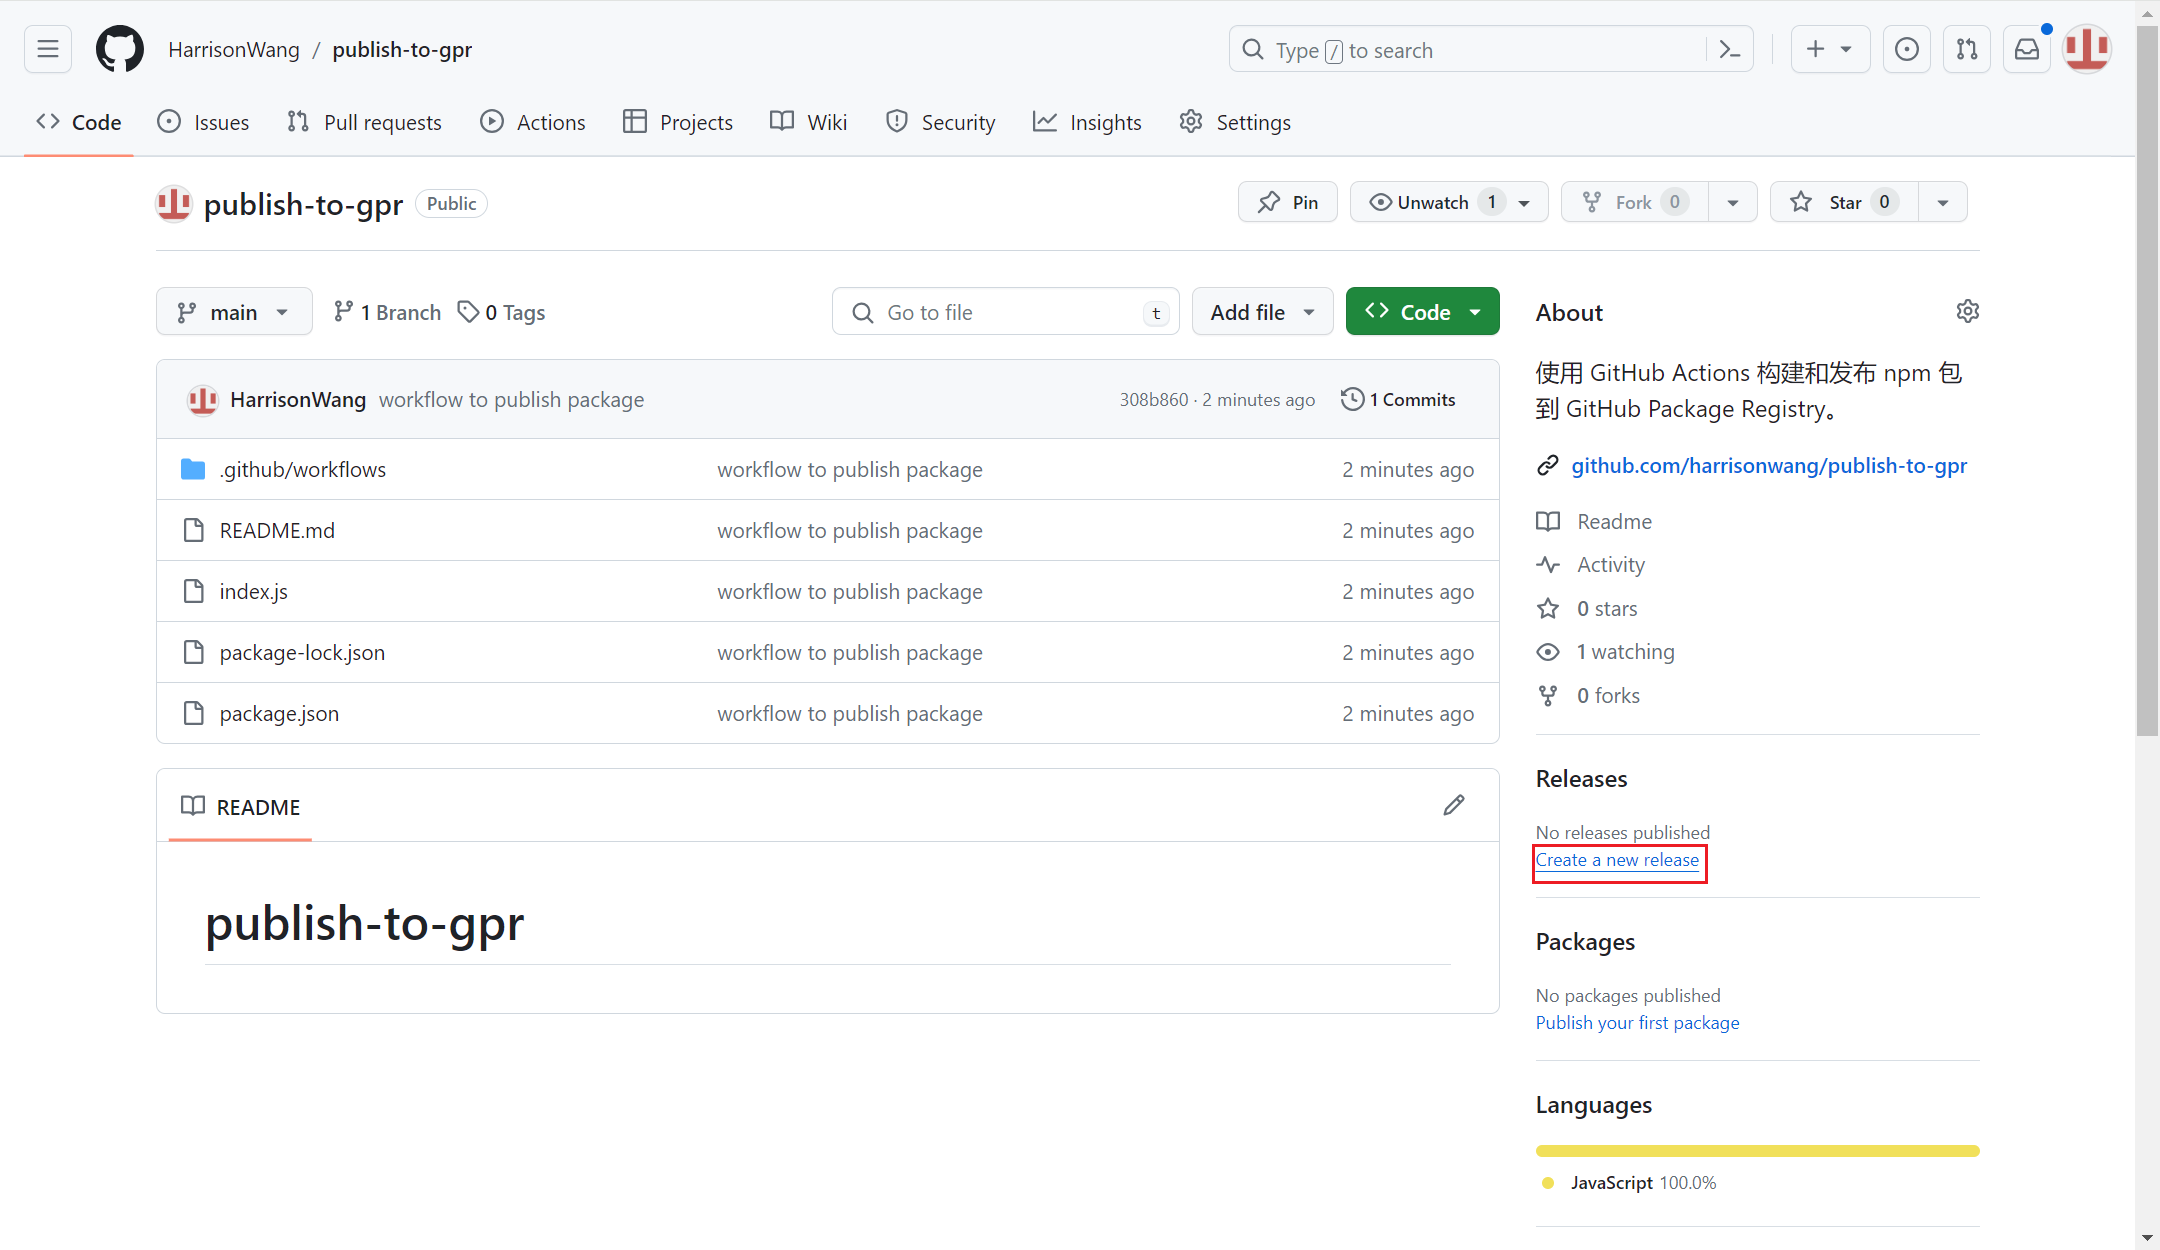 HarrisonWang / publish-to-gpr
Type / to search
Code Issues Pull requests Actions Projects Wiki Security Insights Settings
publish-to-gpr Public
Pin Unwatch 1 Fork 0 Star 0
main 1 Branch 0 Tags Go to file t Add file Code
HarrisonWang workflow to publish package 308b860 · 2 minutes ago 1 Commits
.github/workflows workflow to publish package 2 minutes ago
README.md workflow to publish package 2 minutes ago
index.js workflow to publish package 2 minutes ago
package-lock.json workflow to publish package 2 minutes ago
package.json workflow to publish package 2 minutes ago
README
publish-to-gpr
About
使用 GitHub Actions 构建和发布 npm 包
到 GitHub Package Registry。
github.com/harrisonwang/publish-to-gpr
Readme
Activity
0 stars
1 watching
0 forks
Releases
No releases published
Create a new release
Packages
No packages published
Publish your first package
Languages
JavaScript 100.0%